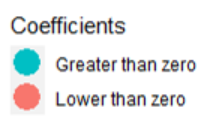 Coefficients
Greater than zero
Lower than zero